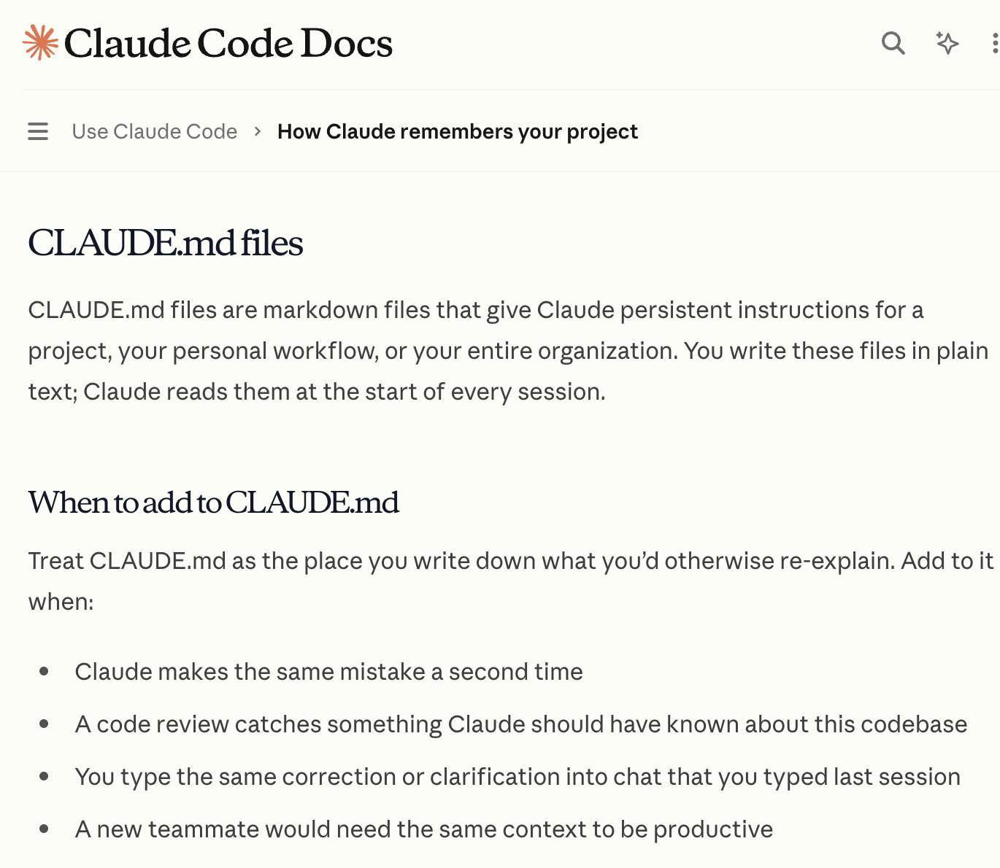 Claude Code Docs
Use Claude Code > How Claude remembers your project
CLAUDE.md files
CLAUDE.md files are markdown files that give Claude persistent instructions for a
project, your personal workflow, or your entire organization. You write these files in plain
text; Claude reads them at the start of every session.
When to add to CLAUDE.md
Treat CLAUDE.md as the place you write down what you’d otherwise re-explain. Add to it
when:
• Claude makes the same mistake a second time
• A code review catches something Claude should have known about this codebase
• You type the same correction or clarification into chat that you typed last session
• A new teammate would need the same context to be productive